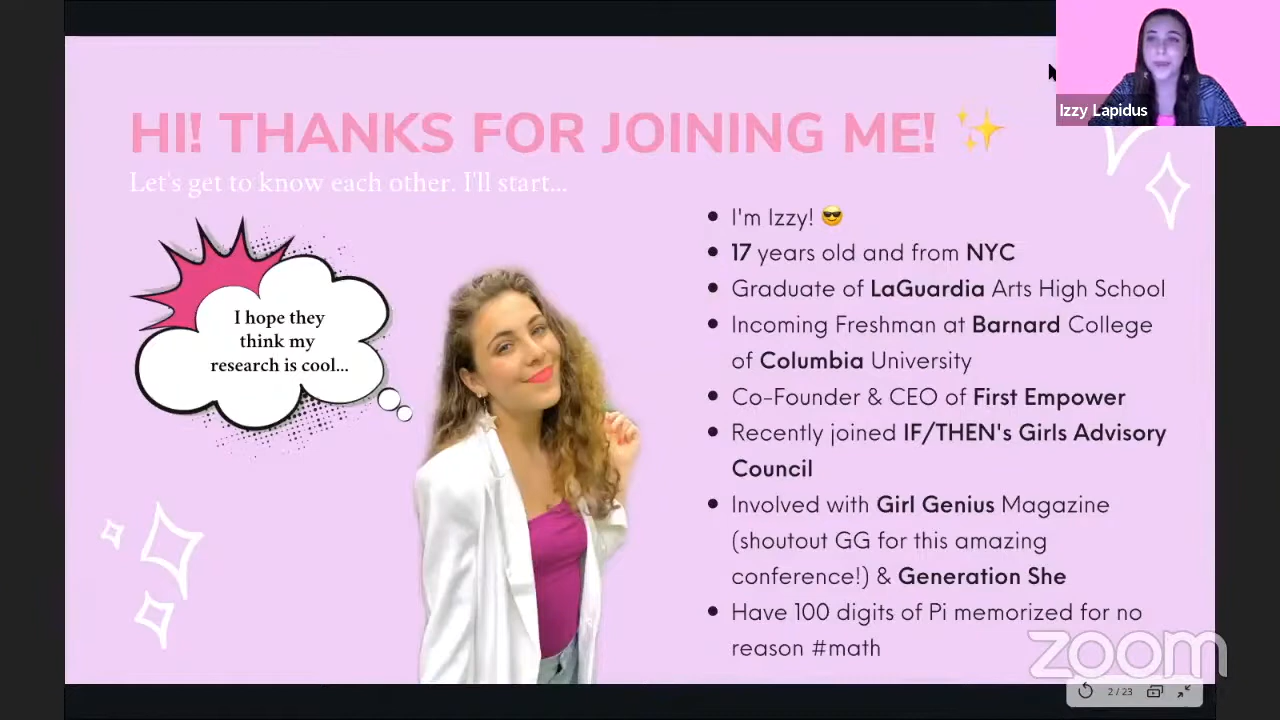 Izzy Lapidus
HI! THANKS FOR JOINING ME! ✨
Let's get to know each other. I'll start...
I hope they
think my
research is cool...
• I'm Izzy! 😎
• 17 years old and from NYC
• Graduate of LaGuardia Arts High School
• Incoming Freshman at Barnard College
of Columbia University
• Co-Founder & CEO of First Empower
• Recently joined IF/THEN's Girls Advisory
Council
• Involved with Girl Genius Magazine
(shoutout GG for this amazing
conference!) & Generation She
• Have 100 digits of Pi memorized for no
reason #math
zoom
2 / 23